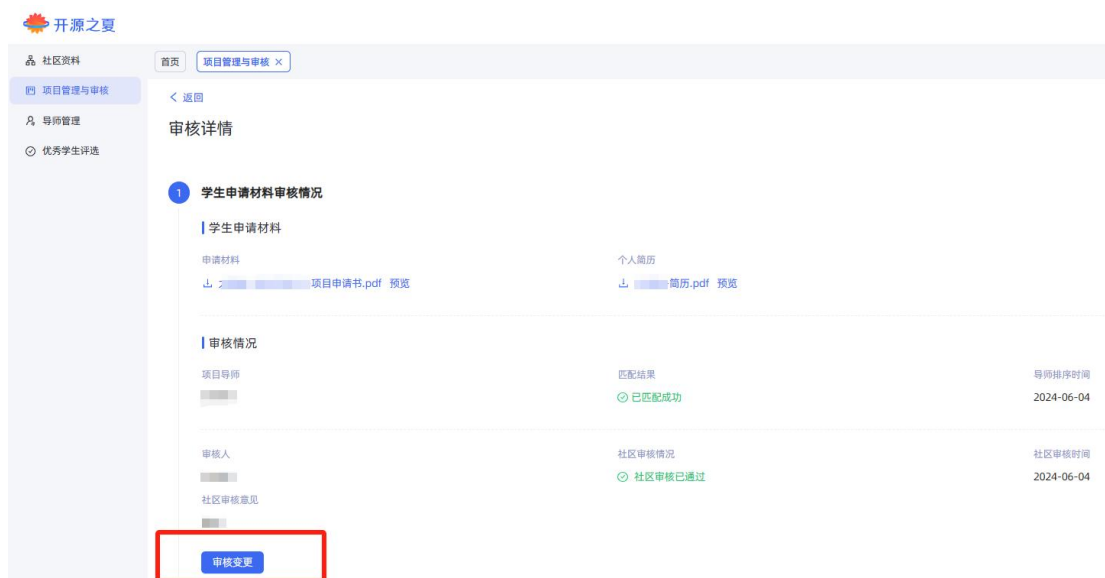 开源之夏
社区资料
首页 项目管理与审核 ×
项目管理与审核
导师管理
优秀学生评选
返回
审核详情
1 学生申请材料审核情况
学生申请材料
申请材料 个人简历
项目申请书.pdf 预览 简历.pdf 预览
审核情况
项目导师 匹配结果 导师排序时间
已匹配成功 2024-06-04
审核人 社区审核情况 社区审核时间
社区审核已通过 2024-06-04
社区审核意见
审核变更